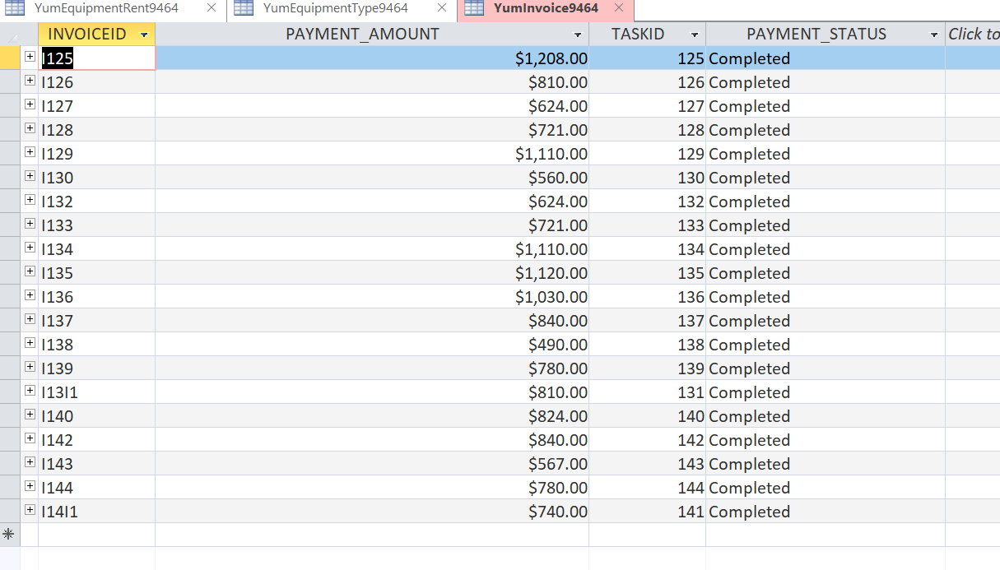 YumEquipmentRent9464 YumEquipmentType9464 YumInvoice9464
INVOICEID PAYMENT_AMOUNT TASKID PAYMENT_STATUS Click to
I125 $1,208.00 125 Completed
I126 $810.00 126 Completed
I127 $624.00 127 Completed
I128 $721.00 128 Completed
I129 $1,110.00 129 Completed
I130 $560.00 130 Completed
I132 $624.00 132 Completed
I133 $721.00 133 Completed
I134 $1,110.00 134 Completed
I135 $1,120.00 135 Completed
I136 $1,030.00 136 Completed
I137 $840.00 137 Completed
I138 $490.00 138 Completed
I139 $780.00 139 Completed
I13I1 $810.00 131 Completed
I140 $824.00 140 Completed
I142 $840.00 142 Completed
I143 $567.00 143 Completed
I144 $780.00 144 Completed
I14I1 $740.00 141 Completed